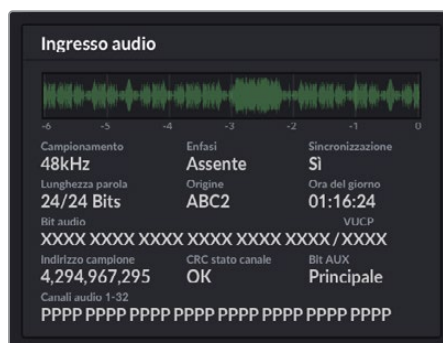 Ingresso audio
-6 -5 -4 -3 -2 -1 0
Campionamento Enfasi Sincronizzazione
48kHz Assente Sì
Lunghezza parola Origine Ora del giorno
24/24 Bits ABC2 01:16:24
Bit audio VUCP
XXXX XXXX XXXX XXXX XXXX XXXX/XXXX
Indirizzo campione CRC stato canale Bit AUX
4,294,967,295 OK Principale
Canali audio 1-32
PPPP PPPP PPPP PPPP PPPP PPPP PPPP PPPP